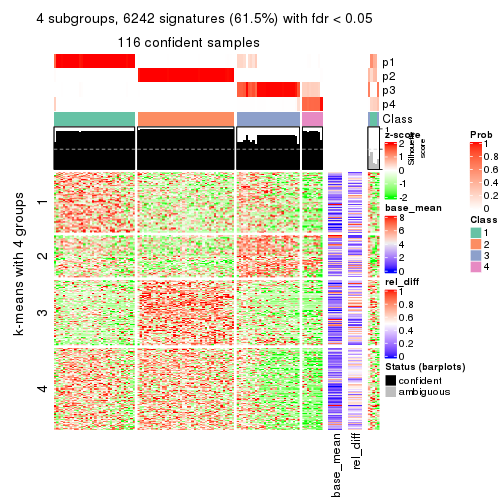 4 subgroups, 6242 signatures (61.5%) with fdr < 0.05
116 confident samples
p1
p2
p3
p4
Class
1
Silhouette
score
k-means with 4 groups
1
2
3
4
base_mean
rel_diff
z-score
2
1
0
-1
-2
base_mean
8
6
4
2
0
rel_diff
1
0.8
0.6
0.4
0.2
0
Status (barplots)
confident
ambiguous
Prob
1
0.8
0.6
0.4
0.2
0
Class
1
2
3
4